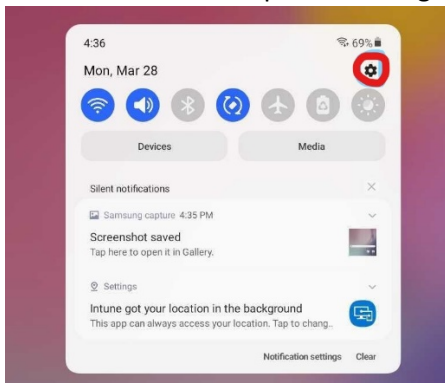 4:36 69%
Mon, Mar 28
Devices Media
Silent notifications
Samsung capture 4:35 PM
Screenshot saved
Tap here to open it in Gallery.
Settings
Intune got your location in the background
This app can always access your location. Tap to chang..
Notification settings Clear